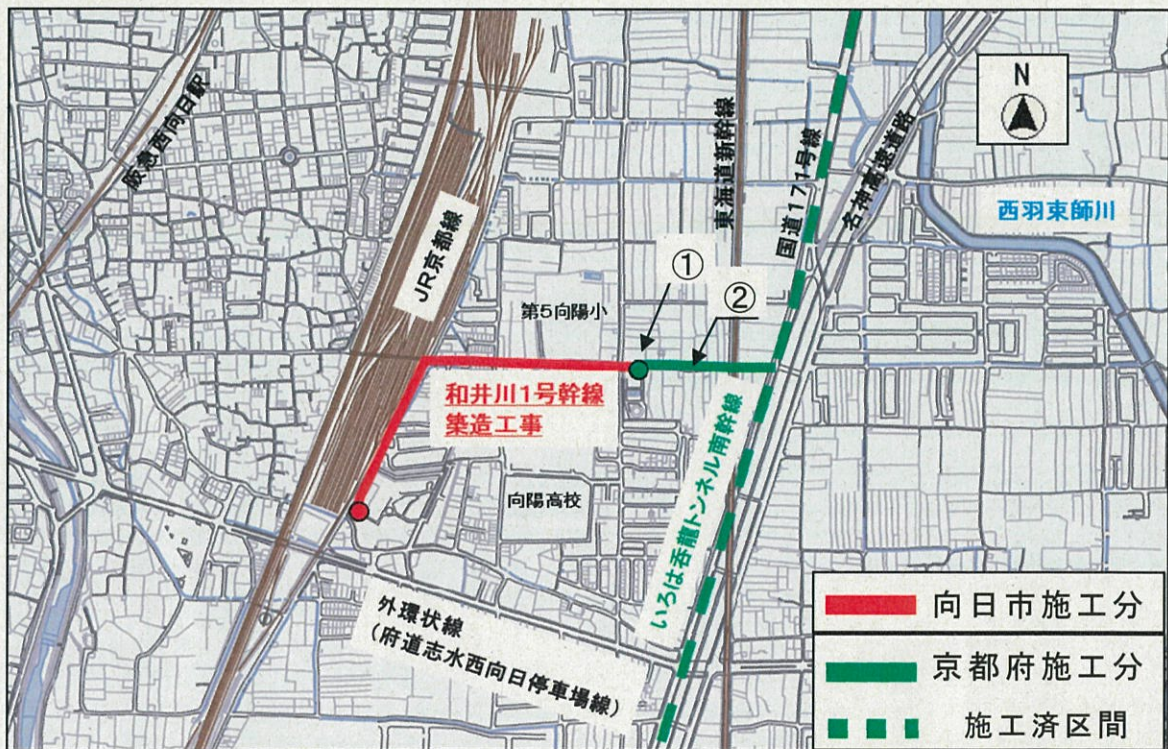 N
阪急西向日駅
JR京都線
東海道新幹線
国道171号線
名神高速道路
西羽束師川
①
②
第5向陽小
和井川1号幹線
築造工事
向陽高校
いろは呑龍トンネル南幹線
外環状線
(府道志水西向日停車場線)
向日市施工分
京都府施工分
施工済区間